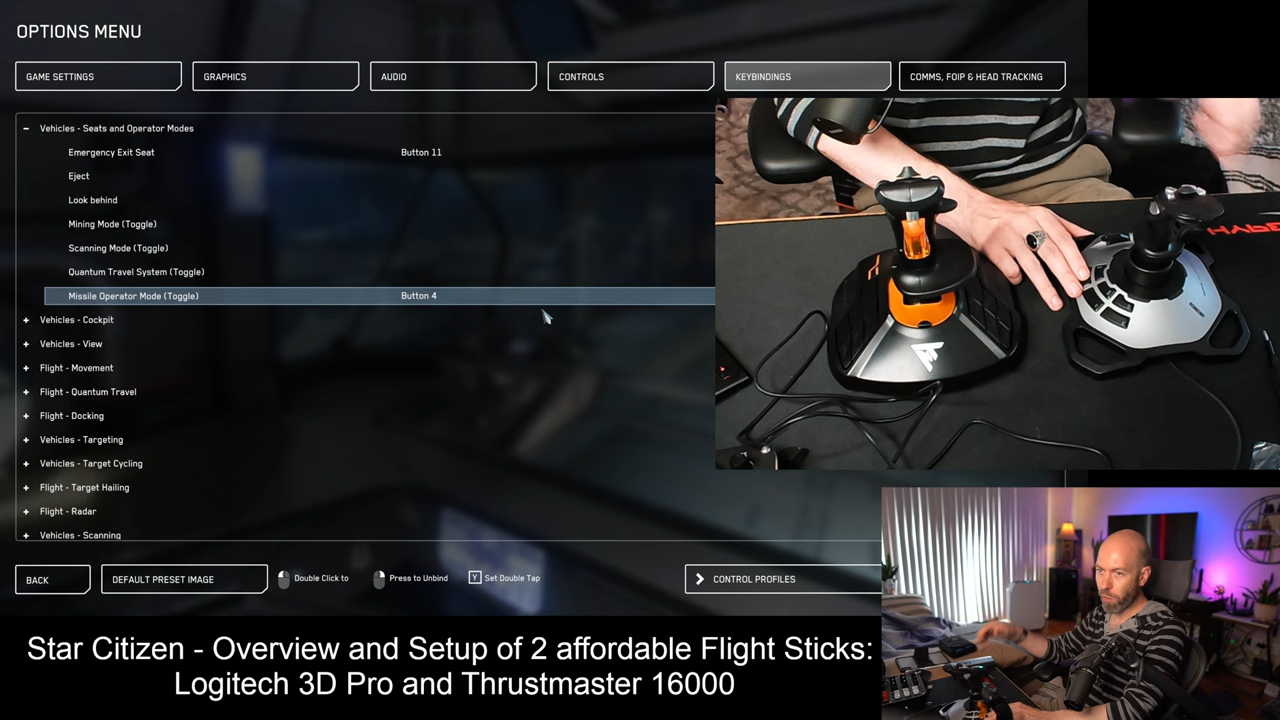 OPTIONS MENU
GAME SETTINGS
GRAPHICS
AUDIO
CONTROLS
KEYBINDINGS
COMMS, FOIP & HEAD TRACKING
− Vehicles - Seats and Operator Modes
Emergency Exit Seat Button 11
Eject
Look behind
Mining Mode (Toggle)
Scanning Mode (Toggle)
Quantum Travel System (Toggle)
Missile Operator Mode (Toggle) Button 4
+ Vehicles - Cockpit
+ Vehicles - View
+ Flight - Movement
+ Flight - Quantum Travel
+ Flight - Docking
+ Vehicles - Targeting
+ Vehicles - Target Cycling
+ Flight - Target Hailing
+ Flight - Radar
+ Vehicles - Scanning
BACK
DEFAULT PRESET IMAGE
Double Click to
Press to Unbind
Y Set Double Tap
CONTROL PROFILES
Star Citizen - Overview and Setup of 2 affordable Flight Sticks:
Logitech 3D Pro and Thrustmaster 16000